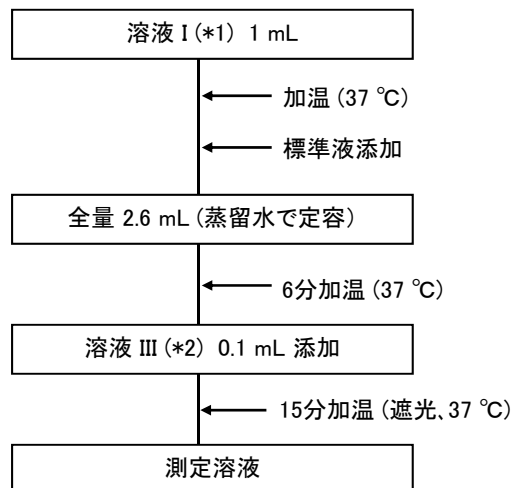 溶液 I (*1)  1 mL
加温 (37 ℃)
標準液添加
全量 2.6 mL (蒸留水で定容)
6分加温 (37 ℃)
溶液 III (*2)  0.1 mL 添加
15分加温 (遮光、37 ℃)
測定溶液